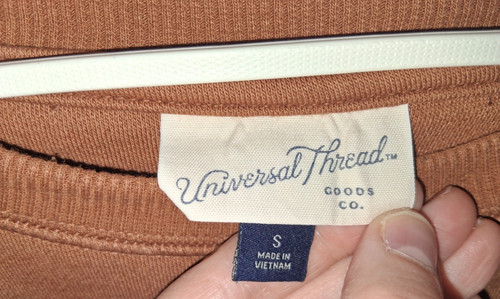 Universal Thread™
GOODS
CO.
S
MADE IN
VIETNAM